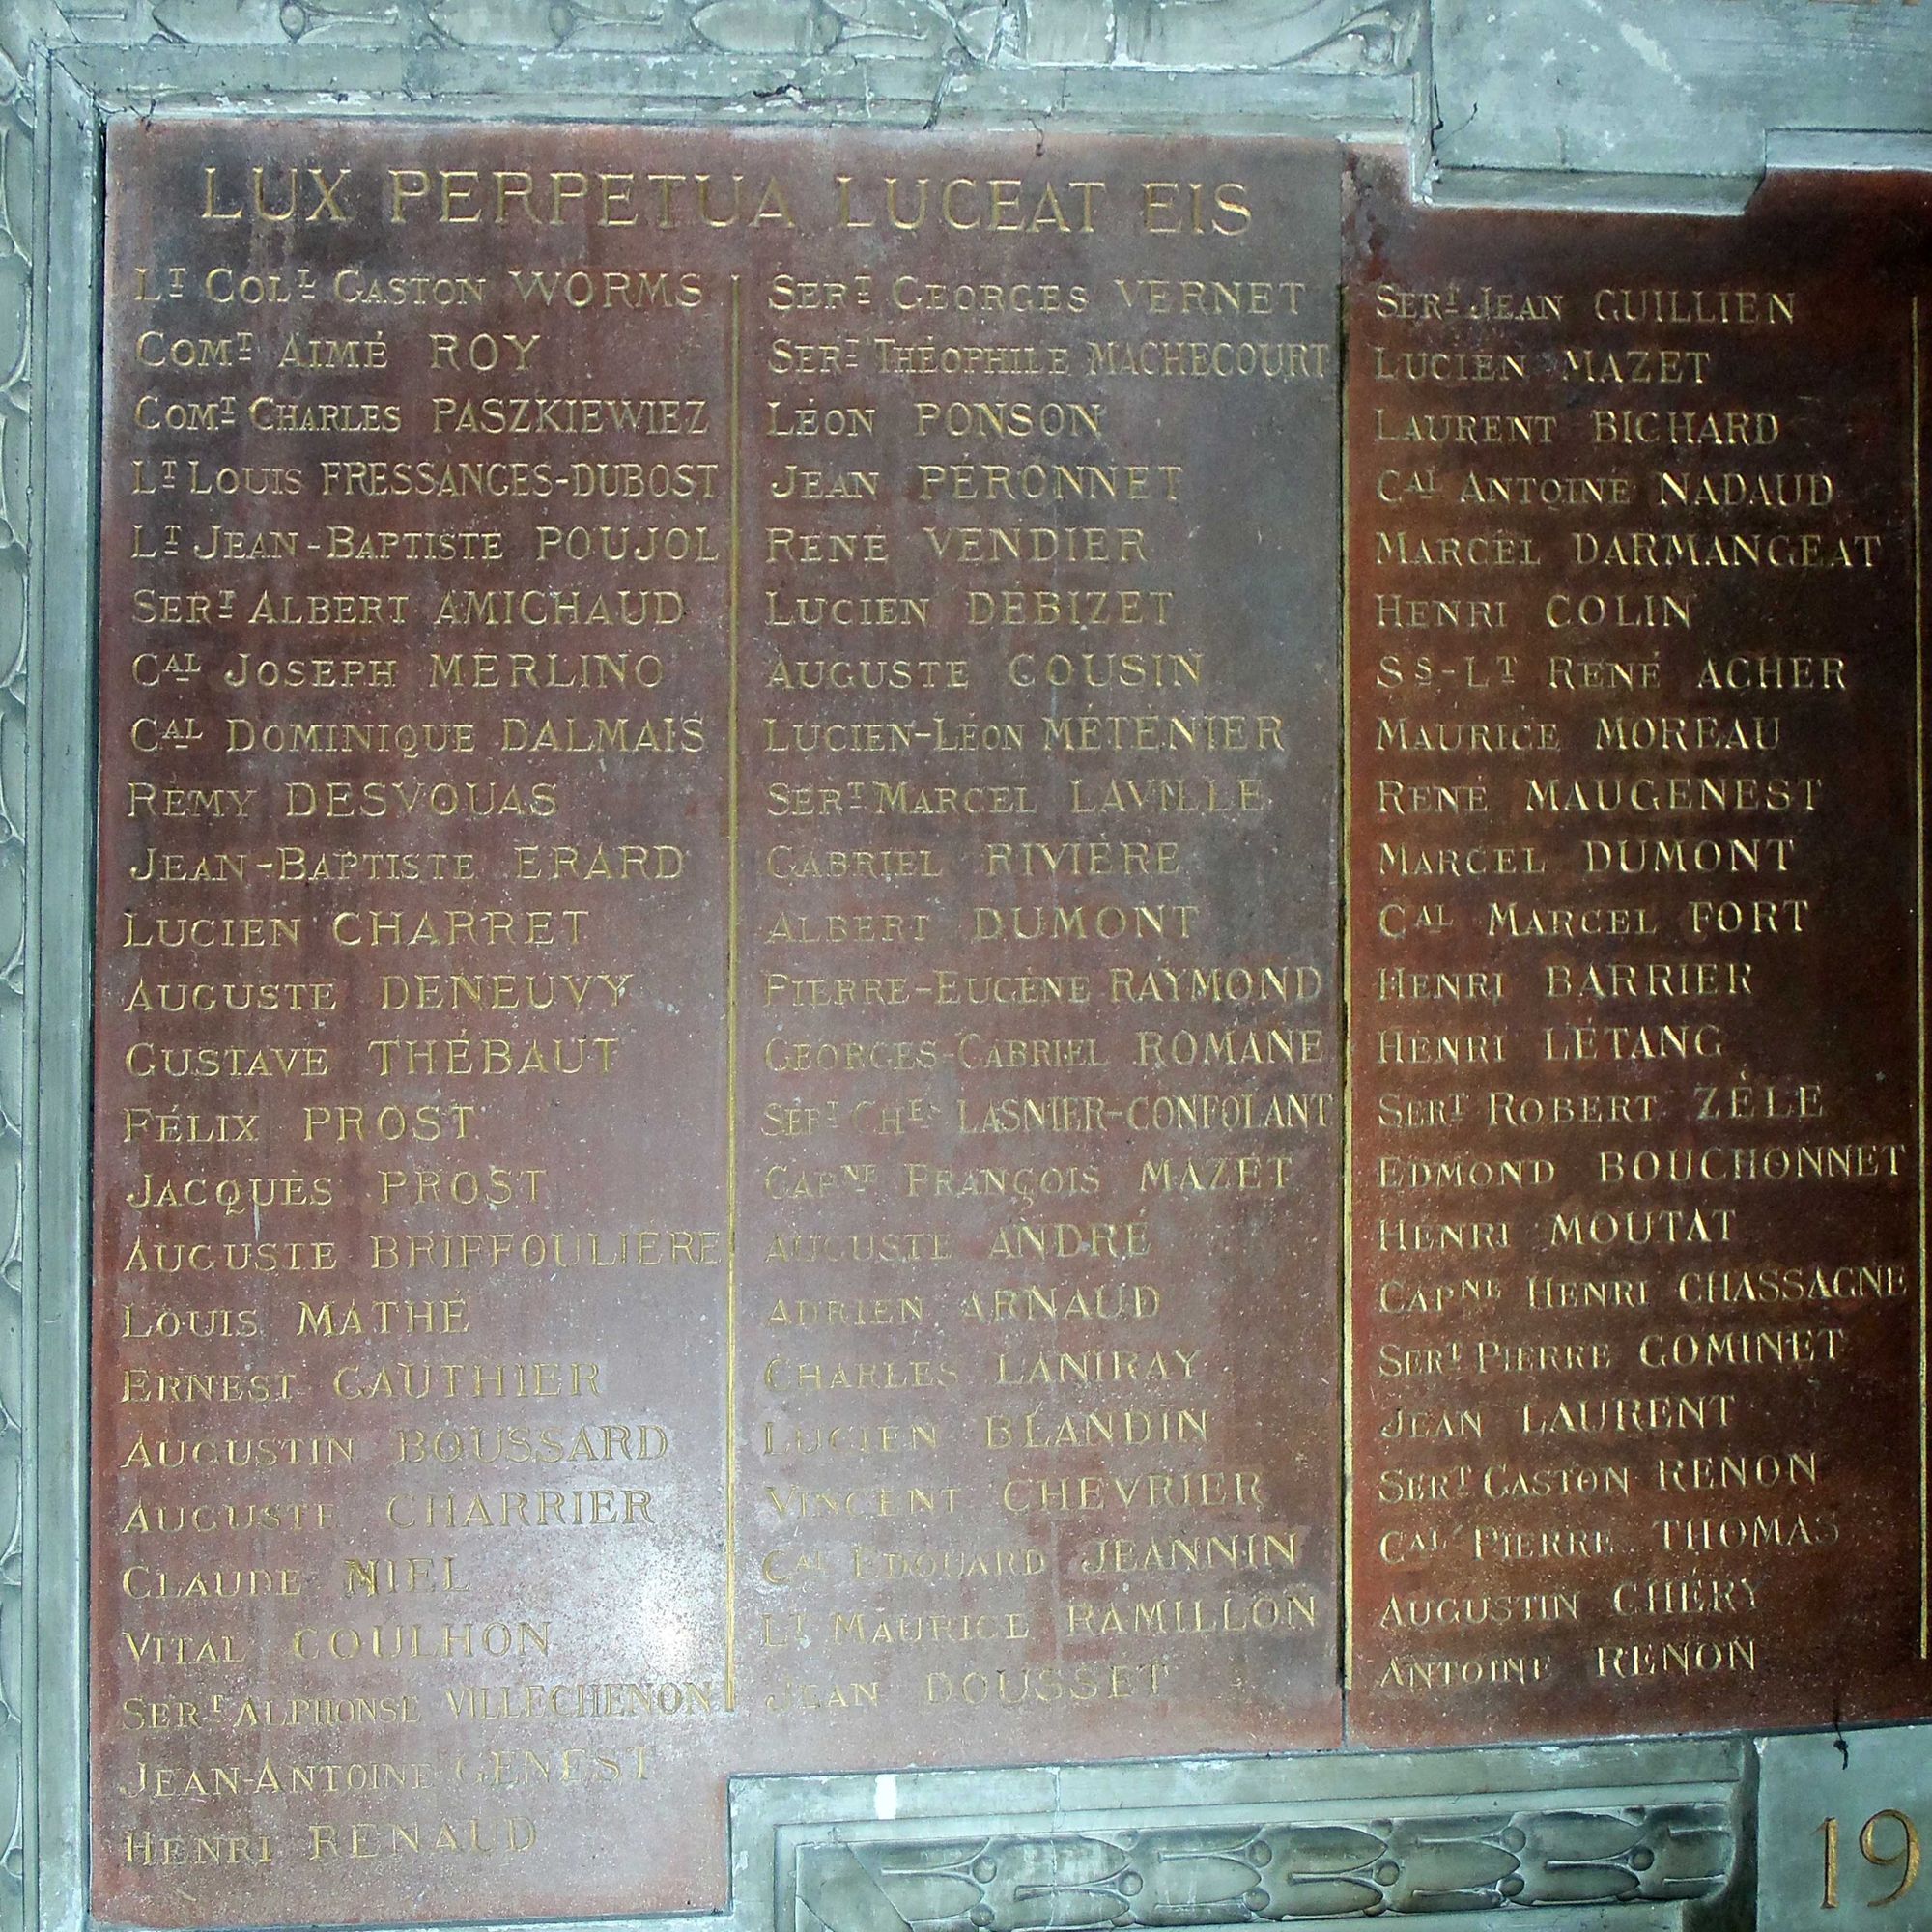 LUX PERPETUA LUCEAT EIS
LT COLL GASTON WORMS
COMT AIMÉ ROY
COMT CHARLES PASZKIEWIEZ
LT LOUIS FRESSANGES-DUBOST
LT JEAN-BAPTISTE POUJOL
SERT ALBERT AMICHAUD
CAL JOSEPH MERLINO
CAL DOMINIQUE DALMAIS
REMY DESVOUAS
JEAN-BAPTISTE ERARD
LUCIEN CHARRET
AUGUSTE DENEUVY
GUSTAVE THÉBAUT
FÉLIX PROST
JACQUES PROST
AUGUSTE BRIFFOULIÈRE
LOUIS MATHÉ
ERNEST GAUTHIER
AUGUSTIN BOUSSARD
AUGUSTE CHARRIER
CLAUDE NIEL
VITAL COULHON
SERT ALPHONSE VILLECHENON
JEAN-ANTOINE GENEST
HENRI RENAUD
SERT GEORGES VERNET
SERT THÉOPHILE MACHECOURT
LÉON PONSON
JEAN PÉRONNET
RENÉ VENDIER
LUCIEN DEBIZET
AUGUSTE COUSIN
LUCIEN-LÉON MÉTÉNIER
SERT MARCEL LAVILLE
GABRIEL RIVIÈRE
ALBERT DUMONT
PIERRE-EUGÈNE RAYMOND
GEORGES-GABRIEL ROMANE
SERT CHES LASNIER-CONFOLANT
CAPNE FRANÇOIS MAZET
AUGUSTE ANDRÉ
ADRIEN ARNAUD
CHARLES LANIRAY
LUCIEN BLANDIN
VINCENT CHEVRIER
CAL EDOUARD JEANNIN
LT MAURICE RAMILLON
JEAN DOUSSET
SERT JEAN GUILLIEN
LUCIEN MAZET
LAURENT BICHARD
CAL ANTOINE NADAUD
MARCEL DARMANGEAT
HENRI COLIN
SS-LT RENÉ ACHER
MAURICE MOREAU
RENÉ MAUGENEST
MARCEL DUMONT
CAL MARCEL FORT
HENRI BARRIER
HENRI LÉTANG
SERT ROBERT ZÉLE
EDMOND BOUCHONNET
HENRI MOUTAT
CAPNE HENRI CHASSAGNE
SERT PIERRE GOMINET
JEAN LAURENT
SERT GASTON RENON
CAL PIERRE THOMAS
AUGUSTIN CHÉRY
ANTOINE RENON
19